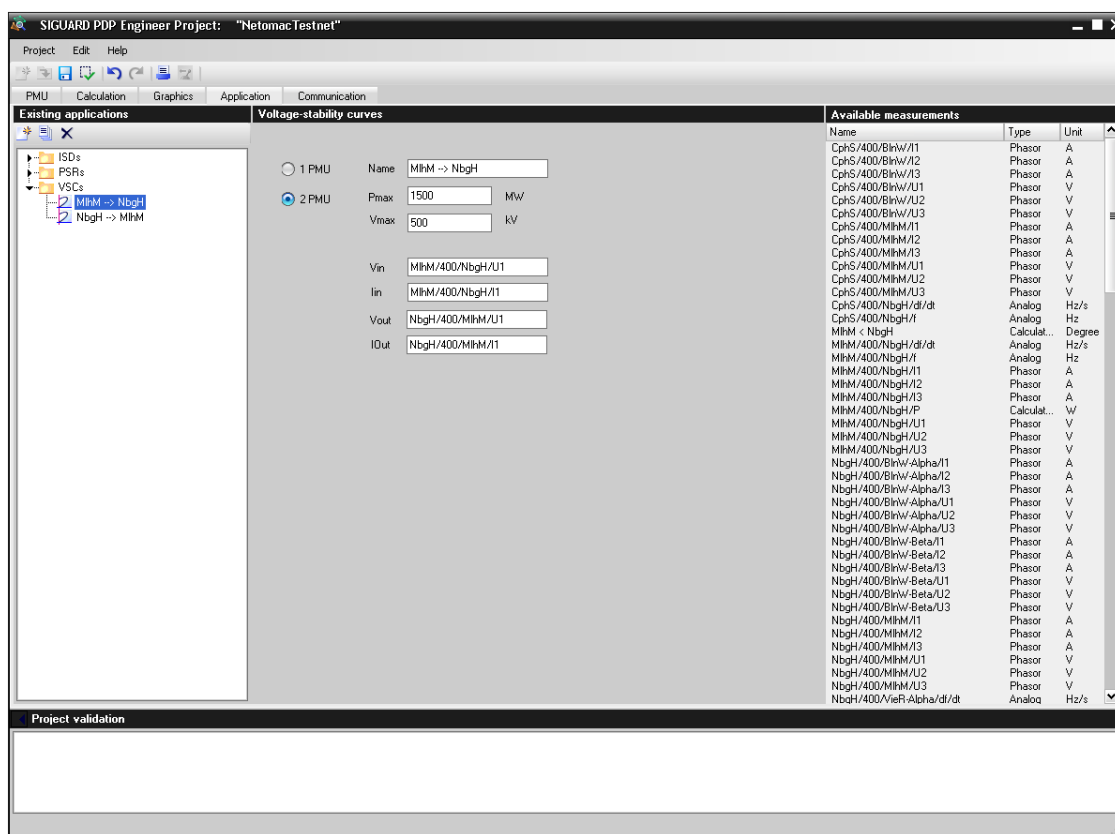 SIGUARD PDP Engineer Project: "NetomacTestnet"
Project Edit Help
PMU Calculation Graphics Application Communication
Existing applications
ISDs
PSRs
VSCs
MlhM --> NbgH
NbgH --> MlhM
Voltage-stability curves
1 PMU
2 PMU
Name MlhM --> NbgH
Pmax 1500 MW
Vmax 500 kV
Vin MlhM/400/NbgH/U1
Iin MlhM/400/NbgH/I1
Vout NbgH/400/MlhM/U1
IOut NbgH/400/MlhM/I1
Available measurements
Name Type Unit
CphS/400/BlnW/I1 Phasor A
CphS/400/BlnW/I2 Phasor A
CphS/400/BlnW/I3 Phasor A
CphS/400/BlnW/U1 Phasor V
CphS/400/BlnW/U2 Phasor V
CphS/400/BlnW/U3 Phasor V
CphS/400/MlhM/I1 Phasor A
CphS/400/MlhM/I2 Phasor A
CphS/400/MlhM/I3 Phasor A
CphS/400/MlhM/U1 Phasor V
CphS/400/MlhM/U2 Phasor V
CphS/400/MlhM/U3 Phasor V
CphS/400/NbgH/df/dt Analog Hz/s
CphS/400/NbgH/f Analog Hz
MlhM < NbgH Calculat... Degree
MlhM/400/NbgH/df/dt Analog Hz/s
MlhM/400/NbgH/f Analog Hz
MlhM/400/NbgH/I1 Phasor A
MlhM/400/NbgH/I2 Phasor A
MlhM/400/NbgH/I3 Phasor A
MlhM/400/NbgH/P Calculat... W
MlhM/400/NbgH/U1 Phasor V
MlhM/400/NbgH/U2 Phasor V
MlhM/400/NbgH/U3 Phasor V
NbgH/400/BlnW-Alpha/I1 Phasor A
NbgH/400/BlnW-Alpha/I2 Phasor A
NbgH/400/BlnW-Alpha/I3 Phasor A
NbgH/400/BlnW-Alpha/U1 Phasor V
NbgH/400/BlnW-Alpha/U2 Phasor V
NbgH/400/BlnW-Alpha/U3 Phasor V
NbgH/400/BlnW-Beta/I1 Phasor A
NbgH/400/BlnW-Beta/I2 Phasor A
NbgH/400/BlnW-Beta/I3 Phasor A
NbgH/400/BlnW-Beta/U1 Phasor V
NbgH/400/BlnW-Beta/U2 Phasor V
NbgH/400/BlnW-Beta/U3 Phasor V
NbgH/400/MlhM/I1 Phasor A
NbgH/400/MlhM/I2 Phasor A
NbgH/400/MlhM/I3 Phasor A
NbgH/400/MlhM/U1 Phasor V
NbgH/400/MlhM/U2 Phasor V
NbgH/400/MlhM/U3 Phasor V
NbgH/400/VieR-Alpha/df/dt Analog Hz/s
Project validation